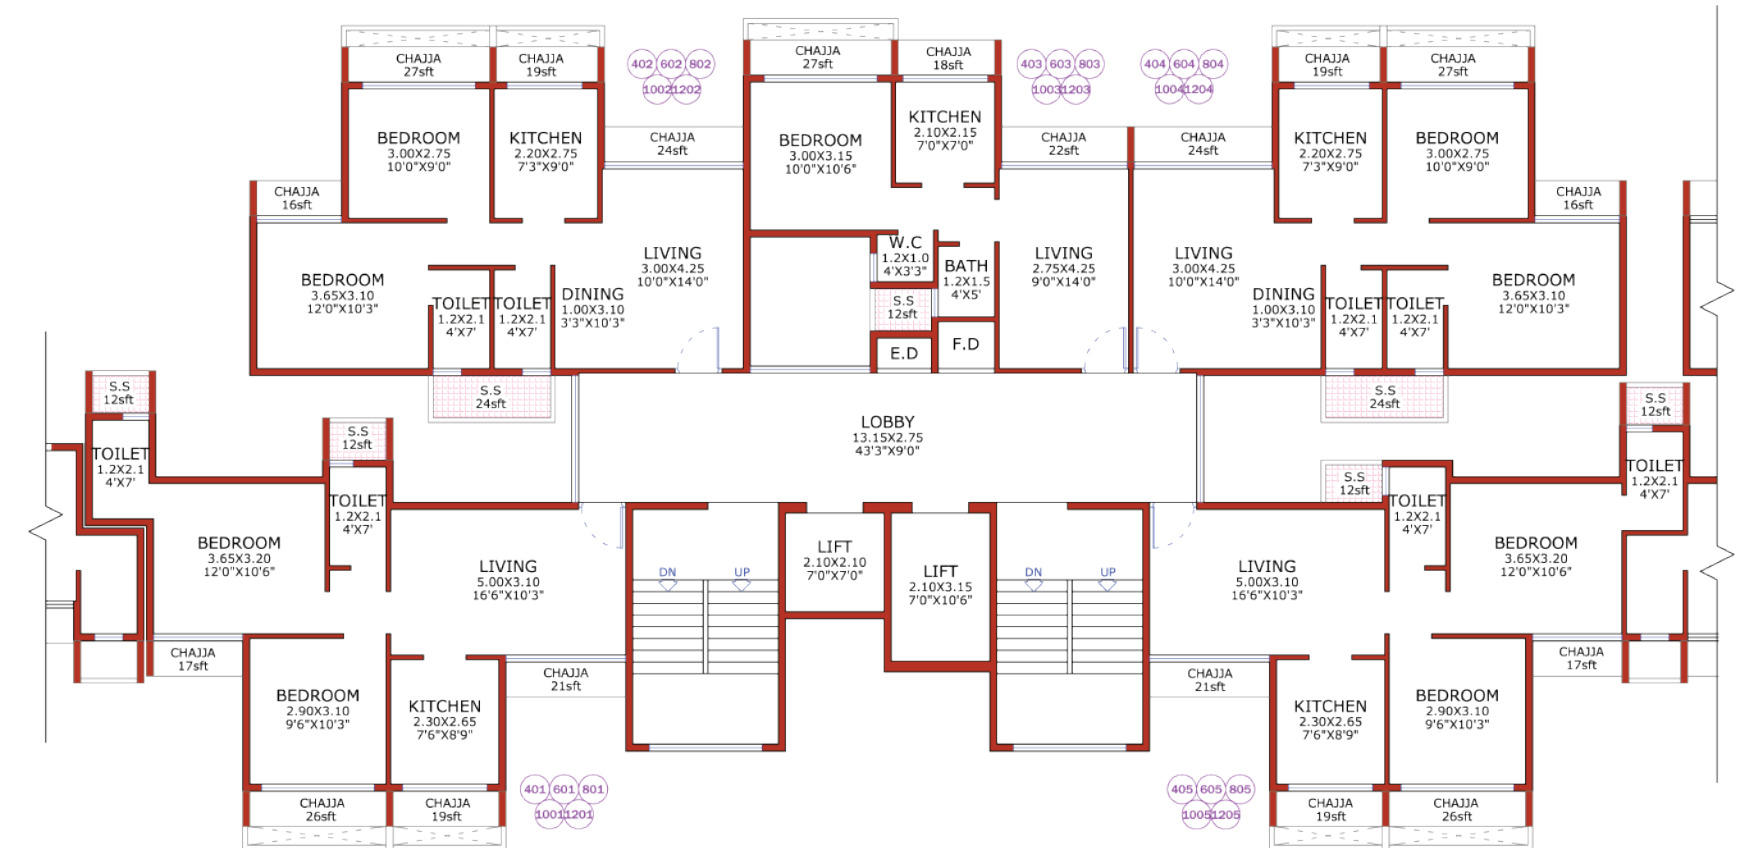 CHAJJA
27sft
CHAJJA
19sft
402 602 802
1002 1202
CHAJJA
27sft
CHAJJA
18sft
403 603 803
1003 1203
404 604 804
1004 1204
CHAJJA
19sft
CHAJJA
27sft
BEDROOM
3.00X2.75
10'0"X9'0"
KITCHEN
2.20X2.75
7'3"X9'0"
CHAJJA
24sft
BEDROOM
3.00X3.15
10'0"X10'6"
KITCHEN
2.10X2.15
7'0"X7'0"
CHAJJA
22sft
CHAJJA
24sft
KITCHEN
2.20X2.75
7'3"X9'0"
BEDROOM
3.00X2.75
10'0"X9'0"
CHAJJA
16sft
CHAJJA
16sft
BEDROOM
3.65X3.10
12'0"X10'3"
TOILET
1.2X2.1
4'X7'
TOILET
1.2X2.1
4'X7'
LIVING
3.00X4.25
10'0"X14'0"
DINING
1.00X3.10
3'3"X10'3"
W.C
1.2X1.0
4'X3'3"
BATH
1.2X1.5
4'X5'
S.S
12sft
E.D
F.D
LIVING
2.75X4.25
9'0"X14'0"
LIVING
3.00X4.25
10'0"X14'0"
DINING
1.00X3.10
3'3"X10'3"
TOILET
1.2X2.1
4'X7'
TOILET
1.2X2.1
4'X7'
BEDROOM
3.65X3.10
12'0"X10'3"
S.S
12sft
S.S
24sft
S.S
24sft
S.S
12sft
S.S
12sft
LOBBY
13.15X2.75
43'3"X9'0"
TOILET
1.2X2.1
4'X7'
TOILET
1.2X2.1
4'X7'
S.S
12sft
TOILET
1.2X2.1
4'X7'
TOILET
1.2X2.1
4'X7'
BEDROOM
3.65X3.20
12'0"X10'6"
LIVING
5.00X3.10
16'6"X10'3"
DN
UP
LIFT
2.10X2.10
7'0"X7'0"
LIFT
2.10X3.15
7'0"X10'6"
DN
UP
LIVING
5.00X3.10
16'6"X10'3"
BEDROOM
3.65X3.20
12'0"X10'6"
CHAJJA
17sft
CHAJJA
21sft
CHAJJA
21sft
CHAJJA
17sft
BEDROOM
2.90X3.10
9'6"X10'3"
KITCHEN
2.30X2.65
7'6"X8'9"
KITCHEN
2.30X2.65
7'6"X8'9"
BEDROOM
2.90X3.10
9'6"X10'3"
CHAJJA
26sft
CHAJJA
19sft
401 601 801
1001 1201
405 605 805
1005 1205
CHAJJA
19sft
CHAJJA
26sft